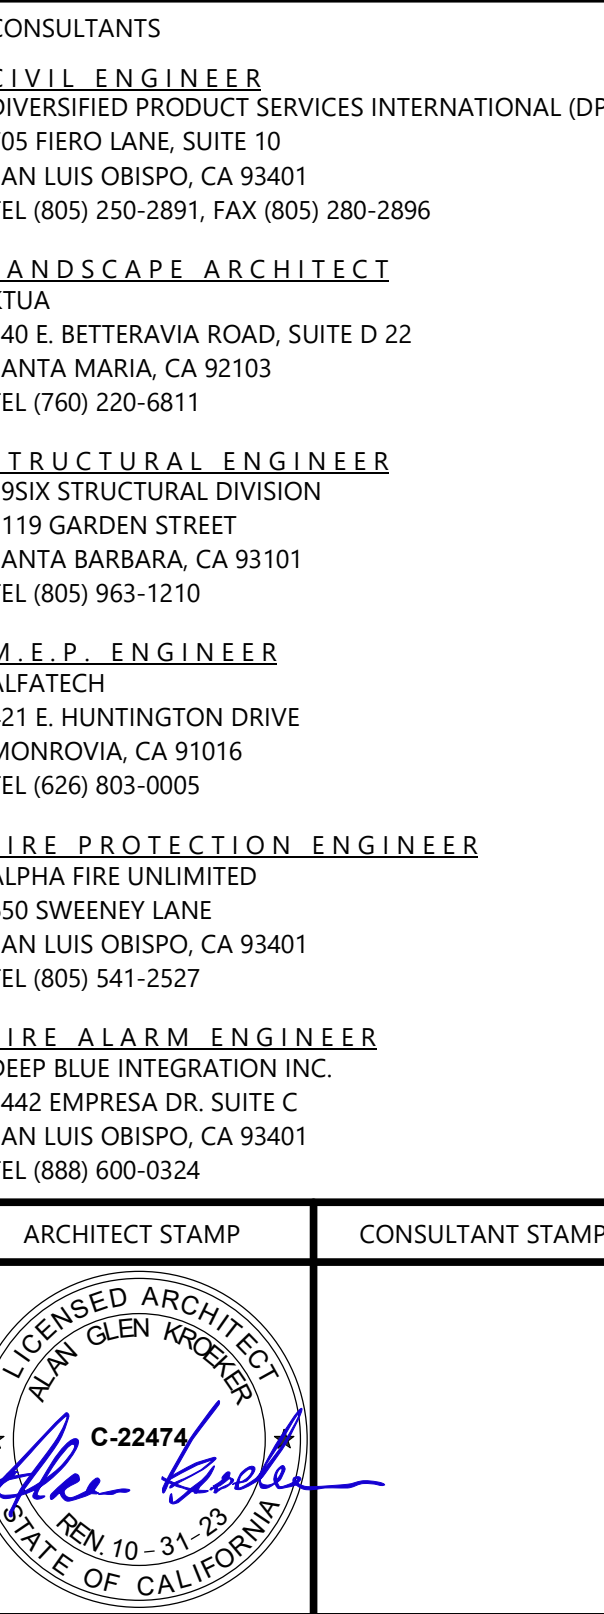 CONSULTANTS
CIVIL ENGINEER
DIVERSIFIED PRODUCT SERVICES INTERNATIONAL (DP
05 FIERO LANE, SUITE 10
AN LUIS OBISPO, CA 93401
EL (805) 250-2891, FAX (805) 280-2896
ANDSCAPE ARCHITECT
KTUA
40 E. BETTERAVIA ROAD, SUITE D 22
ANTA MARIA, CA 92103
EL (760) 220-6811
TRUCTURAL ENGINEER
9SIX STRUCTURAL DIVISION
119 GARDEN STREET
ANTA BARBARA, CA 93101
EL (805) 963-1210
M.E.P. ENGINEER
ALFATECH
21 E. HUNTINGTON DRIVE
MONROVIA, CA 91016
EL (626) 803-0005
IRE PROTECTION ENGINEER
ALPHA FIRE UNLIMITED
50 SWEENEY LANE
AN LUIS OBISPO, CA 93401
EL (805) 541-2527
IRE ALARM ENGINEER
DEEP BLUE INTEGRATION INC.
442 EMPRESA DR. SUITE C
AN LUIS OBISPO, CA 93401
EL (888) 600-0324
ARCHITECT STAMP
CONSULTANT STAMP
LICENSED ARCHITECT
ALAN GLEN KROEKER
C-22474
REN. 10-31-23
STATE OF CALIFORNIA